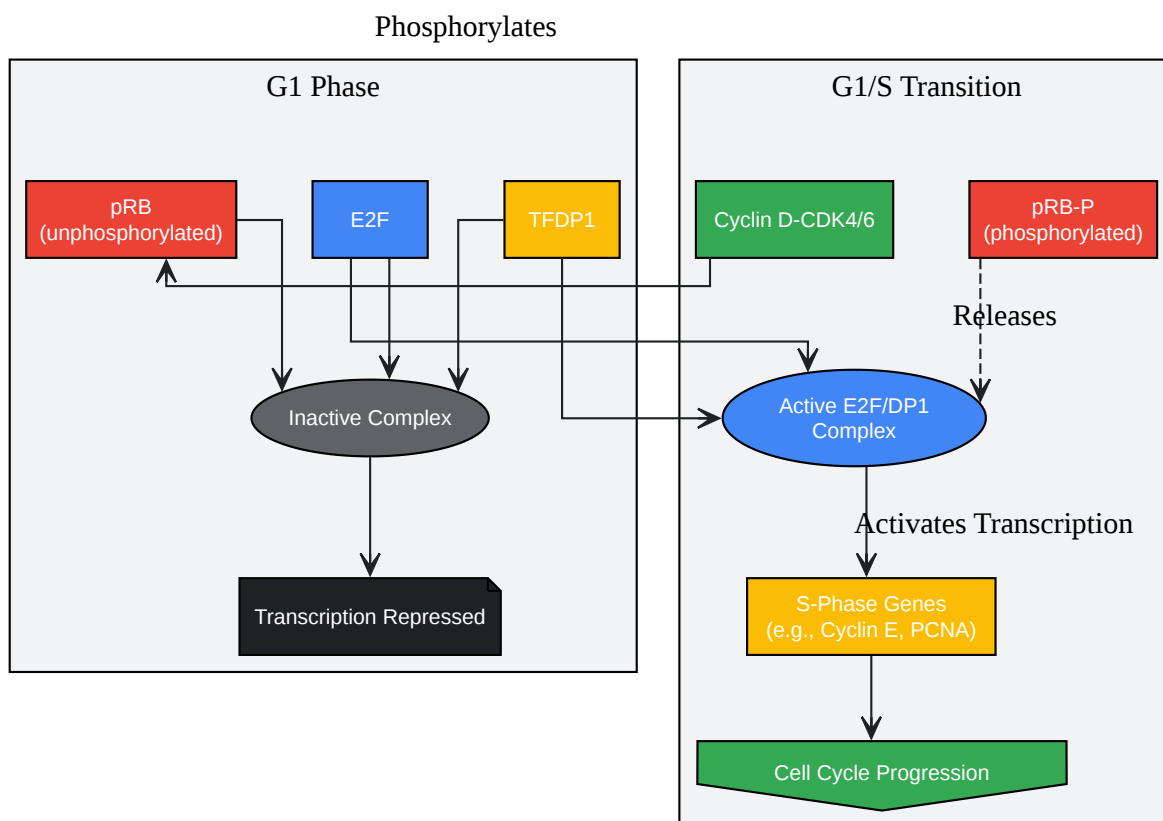 Phosphorylates
G1 Phase
G1/S Transition
pRB
(unphosphorylated)
E2F
TFDP1
Cyclin D-CDK4/6
pRB-P
(phosphorylated)
Releases
Inactive Complex
Active E2F/DP1
Complex
Activates Transcription
Transcription Repressed
S-Phase Genes
(e.g., Cyclin E, PCNA)
Cell Cycle Progression